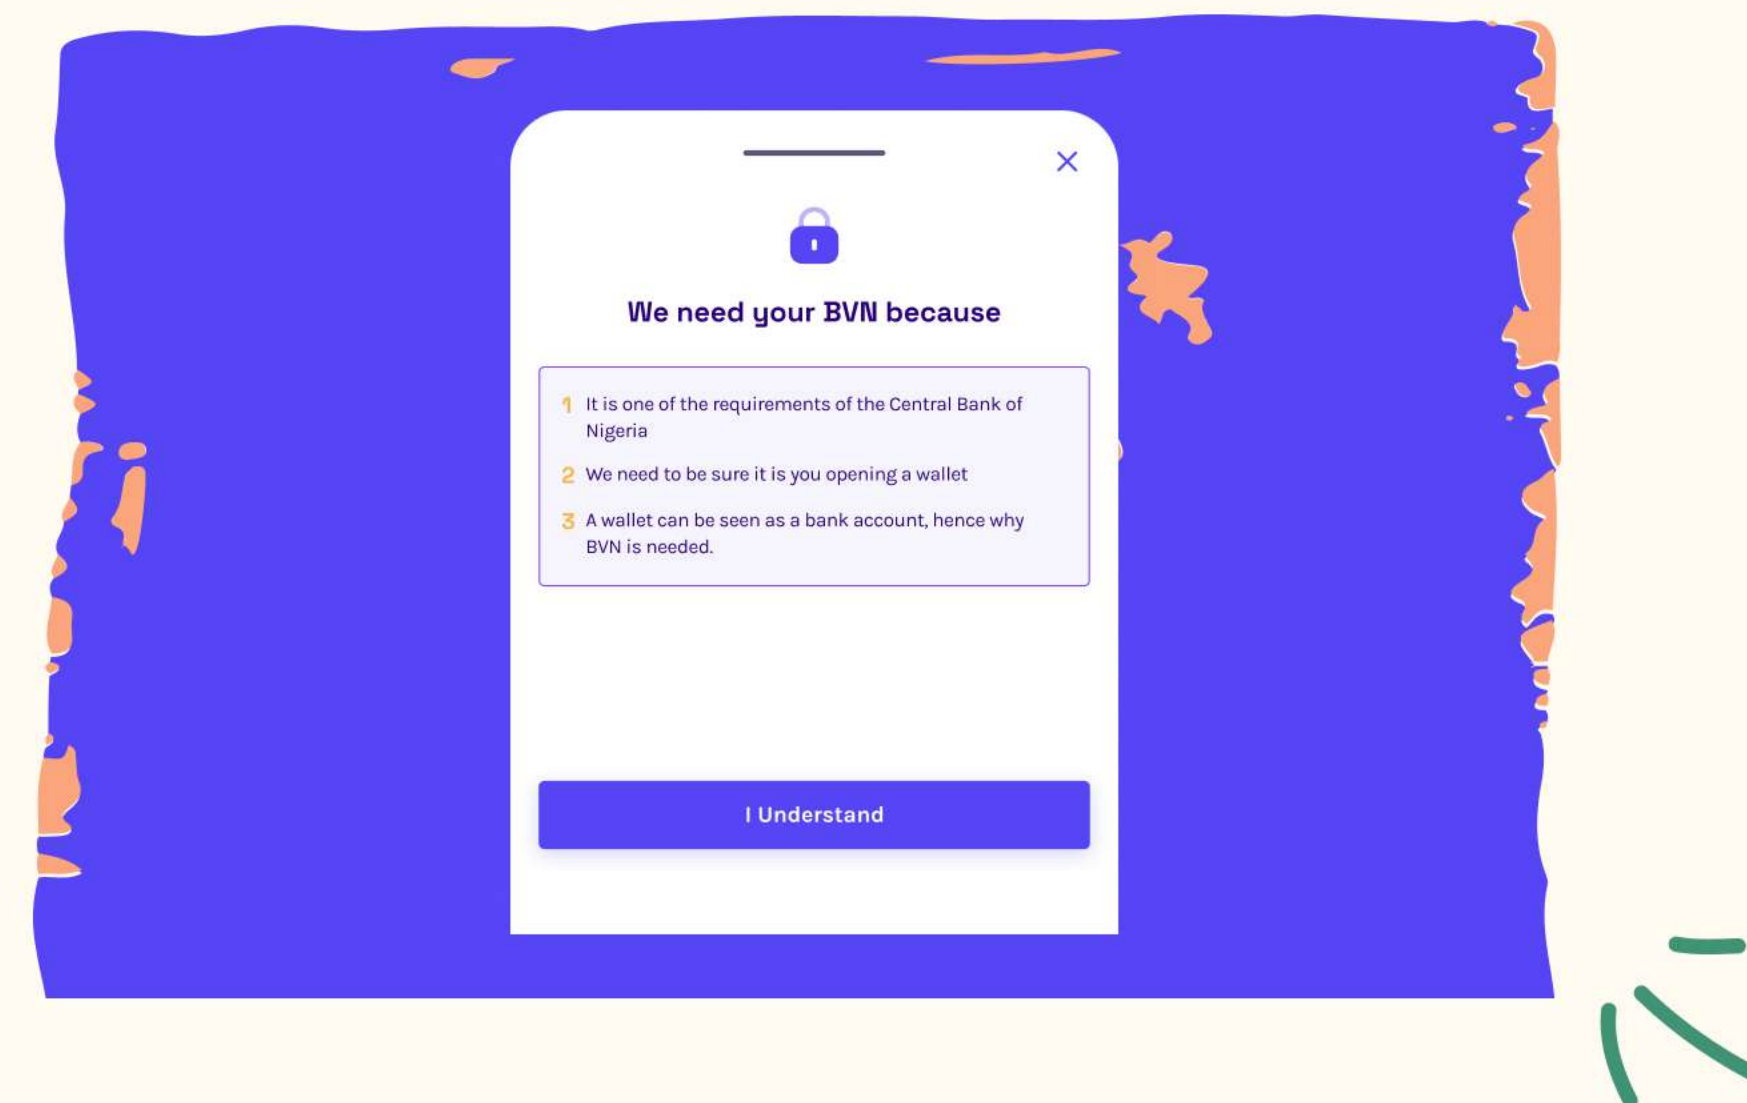 We need your BVN because
1 It is one of the requirements of the Central Bank of
Nigeria
2 We need to be sure it is you opening a wallet
3 A wallet can be seen as a bank account, hence why
BVN is needed.
I Understand